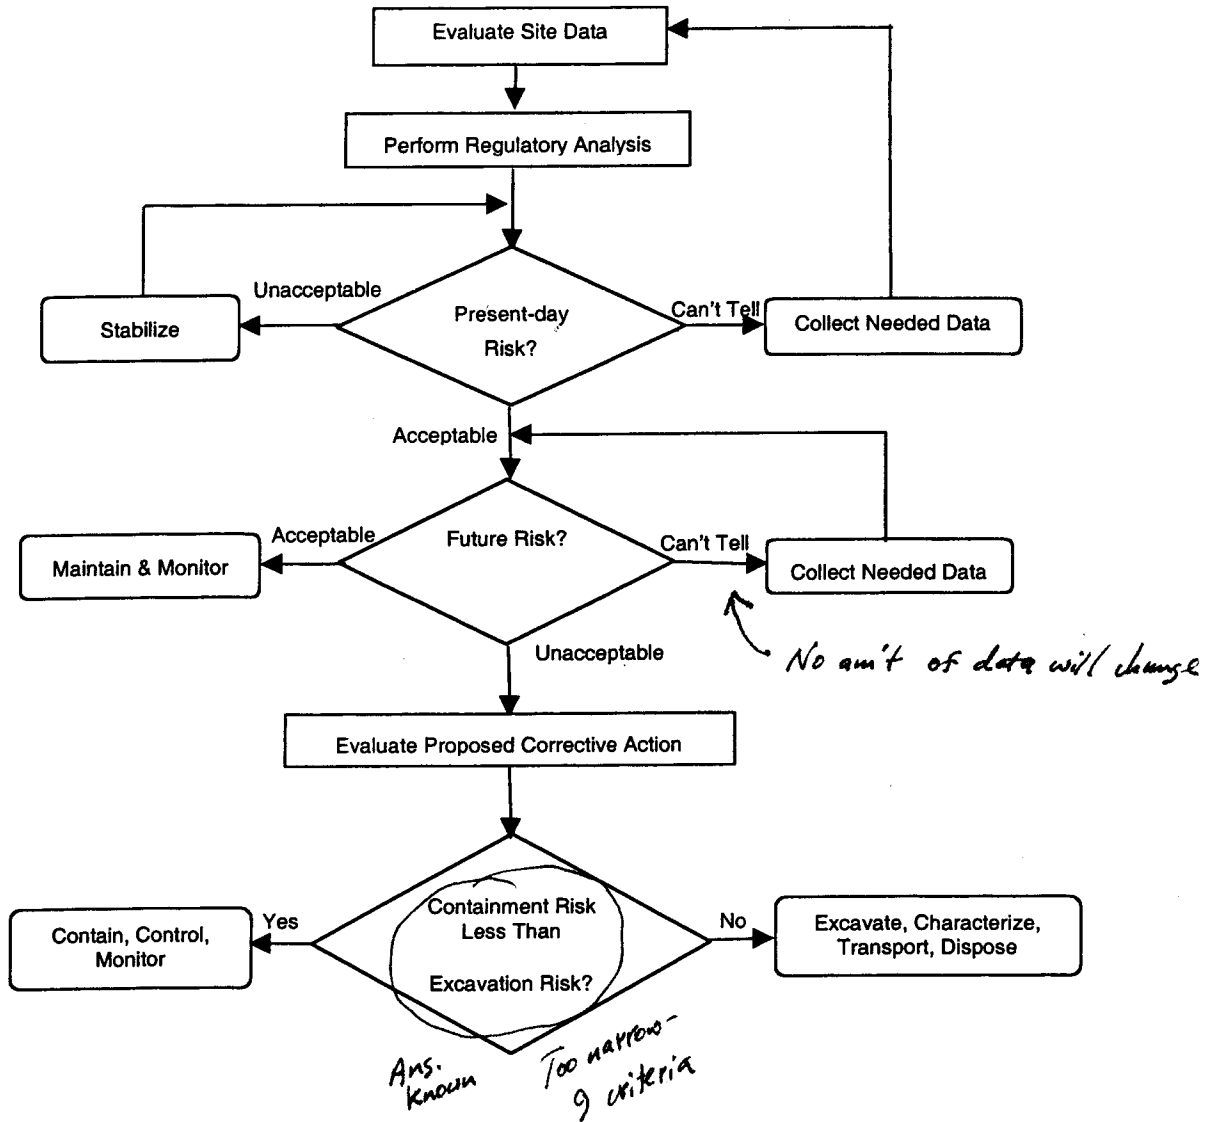 Evaluate Site Data
Perform Regulatory Analysis
Unacceptable
Stabilize
Present-day
Risk?
Can't Tell
Collect Needed Data
Acceptable
Acceptable
Maintain & Monitor
Future Risk?
Can't Tell
Collect Needed Data
No am't of data will change
Unacceptable
Evaluate Proposed Corrective Action
Yes
Contain, Control,
Monitor
Containment Risk
Less Than
Excavation Risk?
No
Excavate, Characterize,
Transport, Dispose
Ans.
known
Too narrow-
9 criteria